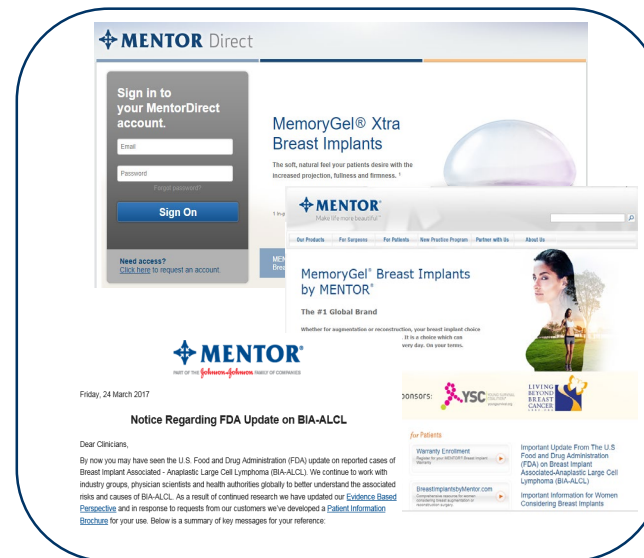 MENTOR Direct
Sign in to
your MentorDirect
account.
Email
Password
Forgot password?
Sign On
Need access?
Click here to request an account.
MemoryGel® Xtra
Breast Implants
The soft, natural feel your patients desire with the
increased projection, fullness and firmness. 1
MENTOR®
Make life more beautiful™
Our Products For Surgeons For Patients New Practice Program Partner with Us About Us
MemoryGel® Breast Implants
by MENTOR®
The #1 Global Brand
Whether for augmentation or reconstruction, your breast implant choice
. It is a choice which can
very day. On your terms.
MENTOR®
PART OF THE Johnson & Johnson FAMILY OF COMPANIES
Friday, 24 March 2017
Notice Regarding FDA Update on BIA-ALCL
Dear Clinicians,
By now you may have seen the U.S. Food and Drug Administration (FDA) update on reported cases of
Breast Implant Associated - Anaplastic Large Cell Lymphoma (BIA-ALCL). We continue to work with
industry groups, physician scientists and health authorities globally to better understand the associated
risks and causes of BIA-ALCL. As a result of continued research we have updated our Evidence Based
Perspective and in response to requests from our customers we've developed a Patient Information
Brochure for your use. Below is a summary of key messages for your reference:
onsors:
YSC
LIVING
BEYOND
BREAST
CANCER
for Patients
Warranty Enrollment
Register for your MENTOR® Breast Implant
Warranty
BreastImplantsbyMentor.com
Comprehensive resource for women
considering breast augmentation or
reconstruction surgery.
Important Update From The U.S.
Food and Drug Administration
(FDA) on Breast Implant
Associated-Anaplastic Large Cell
Lymphoma (BIA-ALCL)
Important Information for Women
Considering Breast Implants